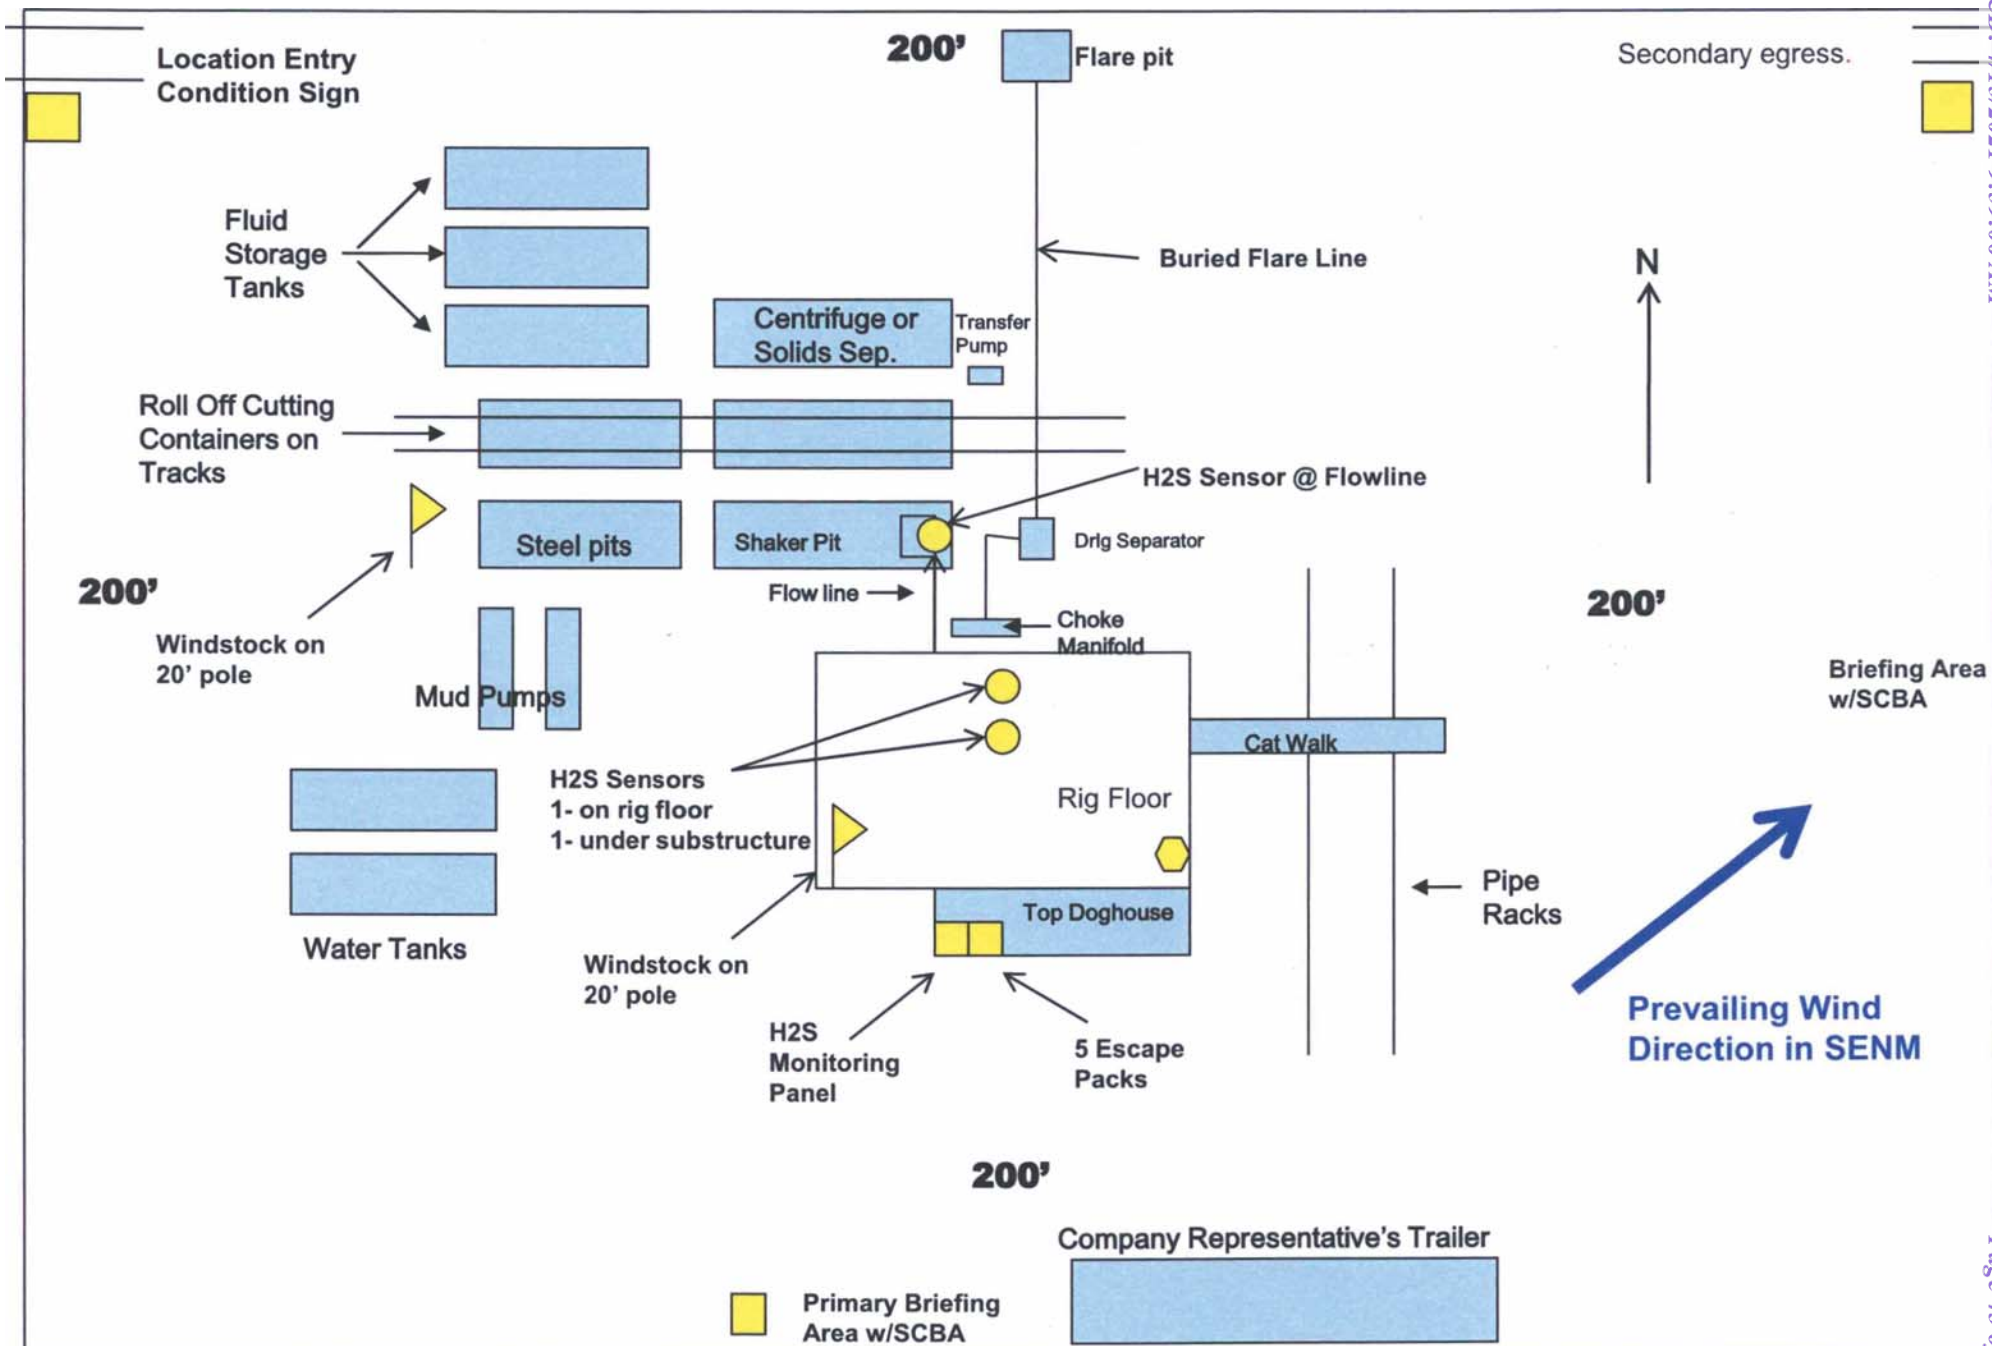 Location Entry
Condition Sign
200'
Flare pit
Secondary egress.
Fluid
Storage
Tanks
Buried Flare Line
N
Centrifuge or
Solids Sep.
Transfer
Pump
Roll Off Cutting
Containers on
Tracks
H2S Sensor @ Flowline
Steel pits
Shaker Pit
Drlg Separator
200'
Flow line
200'
Windstock on
20' pole
Choke
Manifold
Mud Pumps
Briefing Area
w/SCBA
Cat Walk
H2S Sensors
1- on rig floor
1- under substructure
Rig Floor
Pipe
Racks
Top Doghouse
Water Tanks
Windstock on
20' pole
H2S
Monitoring
Panel
5 Escape
Packs
Prevailing Wind
Direction in SENM
200'
Company Representative's Trailer
Primary Briefing
Area w/SCBA